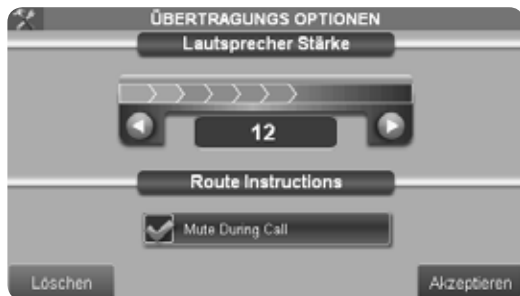 ÜBERTRAGUNGS OPTIONEN
Lautsprecher Stärke
12
Route Instructions
Mute During Call
Löschen
Akzeptieren